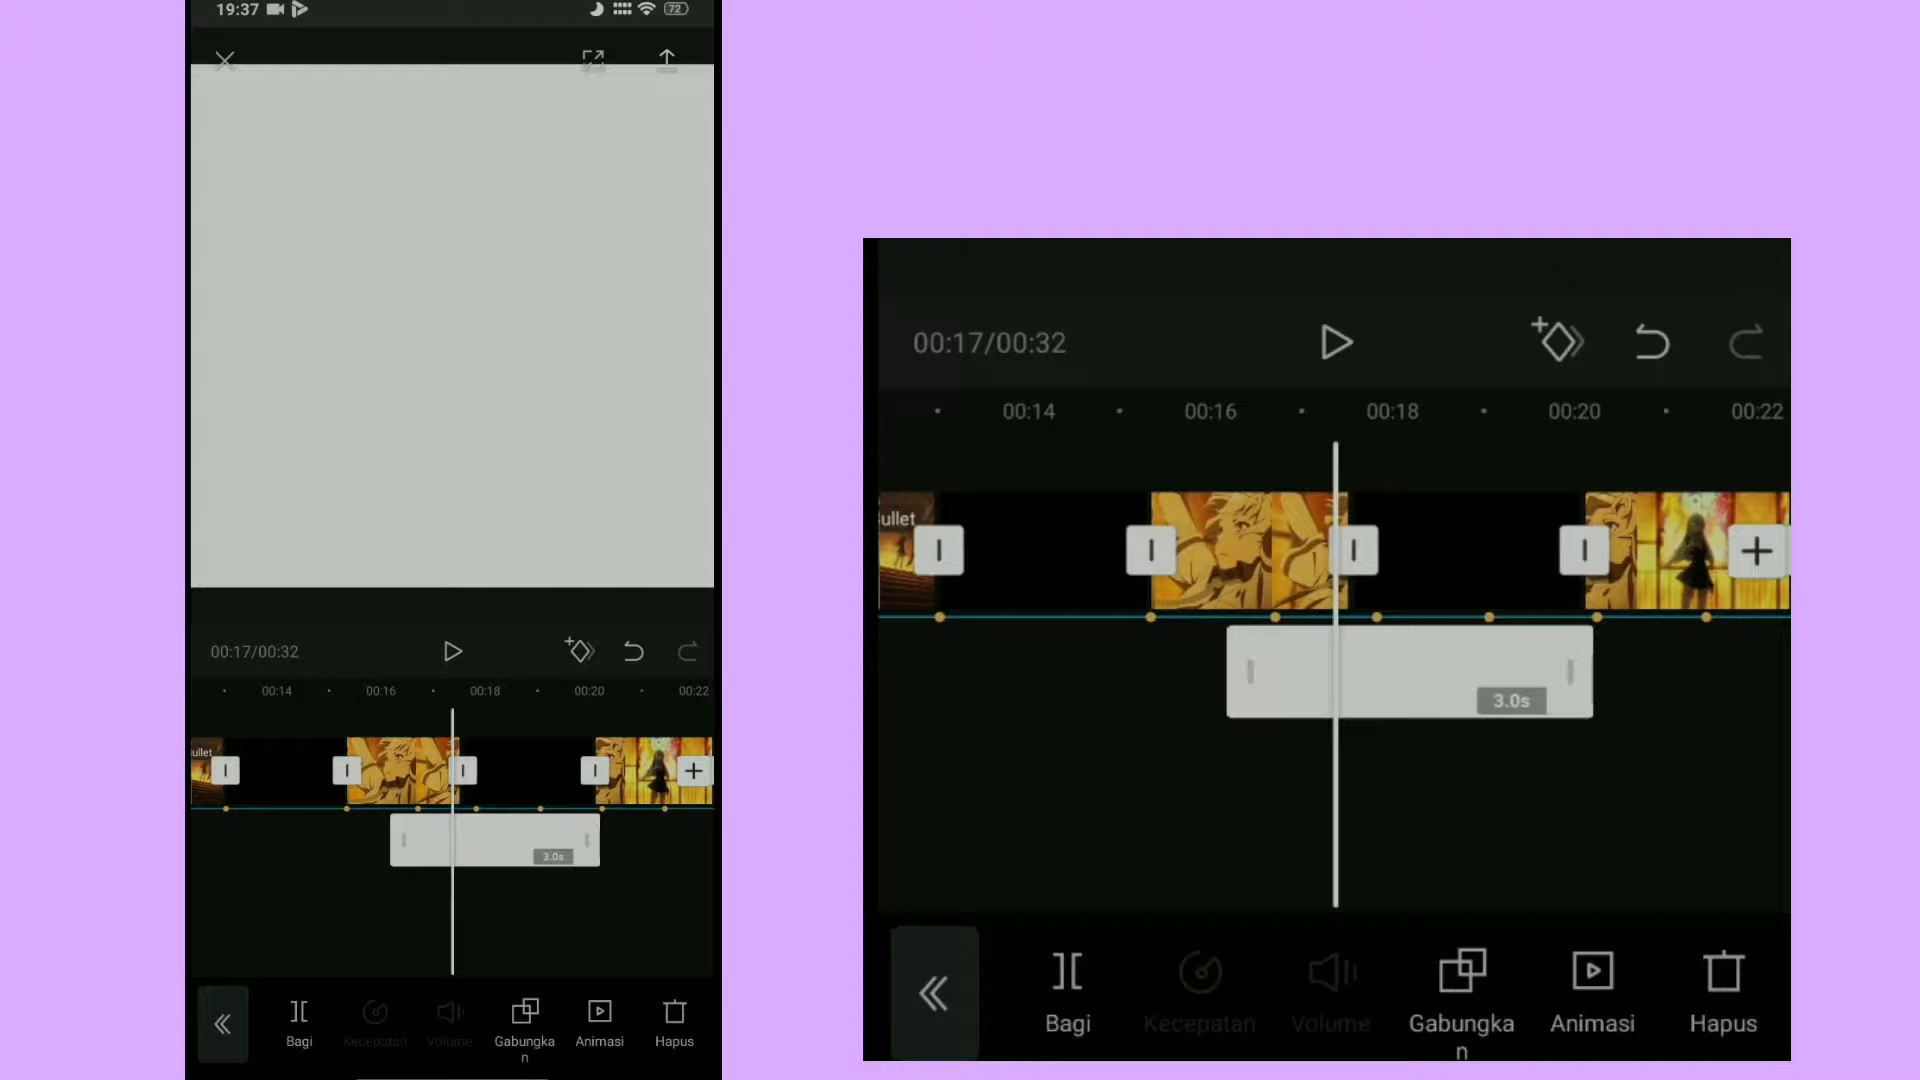 19:37
72
00:17/00:32
00:14 00:16 00:18 00:20 00:22
ullet
3.0s
Bagi Kecepatan Volume Gabungka
n Animasi Hapus
00:17/00:32
00:14 00:16 00:18 00:20 00:22
ullet
3.0s
Bagi Kecepatan Volume Gabungka
n Animasi Hapus